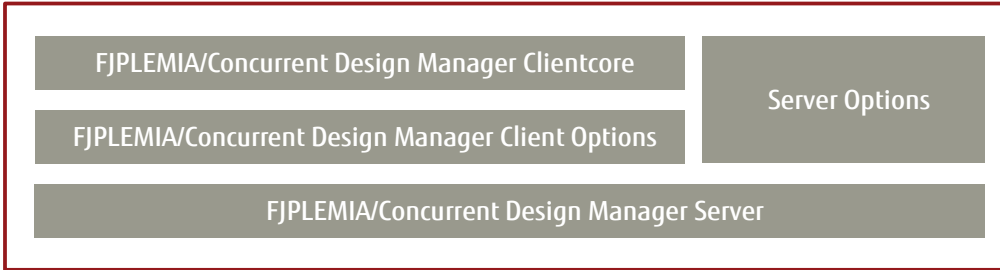 FJPLEMIA/Concurrent Design Manager Clientcore
FJPLEMIA/Concurrent Design Manager Client Options
Server Options
FJPLEMIA/Concurrent Design Manager Server